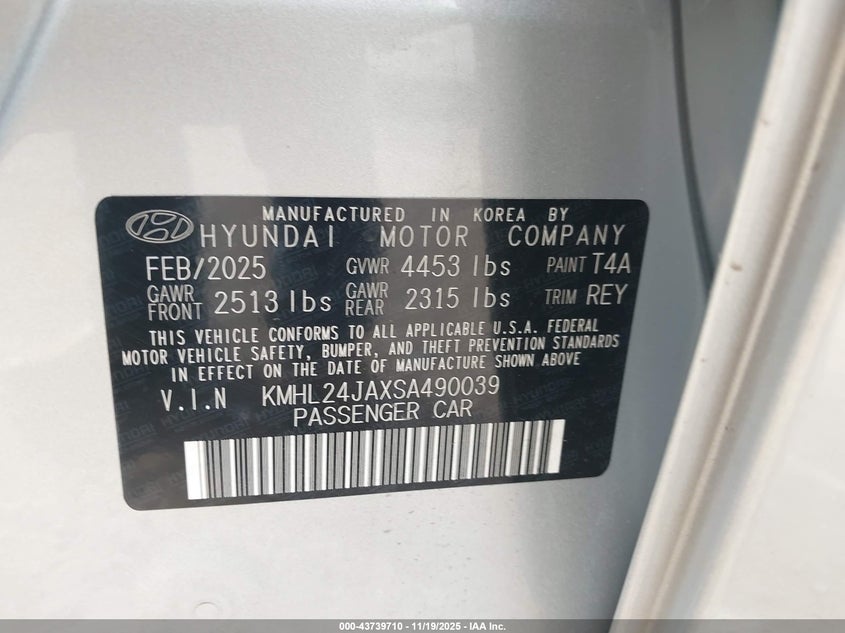 MANUFACTURED IN KOREA BY
HYUNDAI MOTOR COMPANY
FEB/2025 GVWR 4453 lbs PAINT T4A
GAWR FRONT 2513 lbs GAWR REAR 2315 lbs TRIM REY
THIS VEHICLE CONFORMS TO ALL APPLICABLE U.S.A. FEDERAL
MOTOR VEHICLE SAFETY, BUMPER, AND THEFT PREVENTION STANDARDS
IN EFFECT ON THE DATE OF MANUFACTURE SHOWN ABOVE
V.I.N KMHL24JAXSA490039
PASSENGER CAR
000-43739710 - 11/19/2025 - IAA Inc.